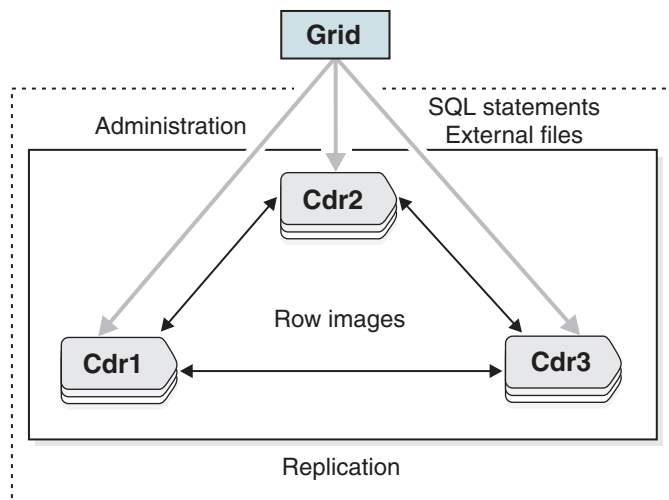 Grid
Administration
SQL statements
External files
Cdr2
Row images
Cdr1
Cdr3
Replication